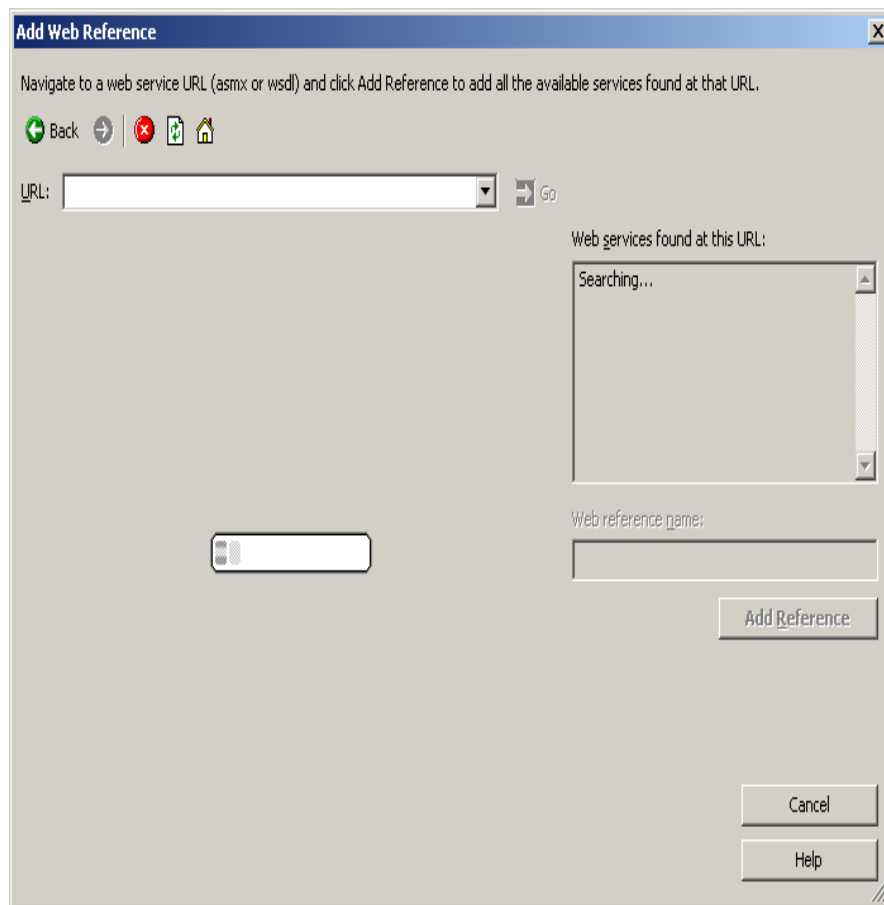 Add Web Reference
Navigate to a web service URL (asmx or wsdl) and click Add Reference to add all the available services found at that URL.
Back
URL:
Go
Web services found at this URL:
Searching...
Web reference name:
Add Reference
Cancel
Help